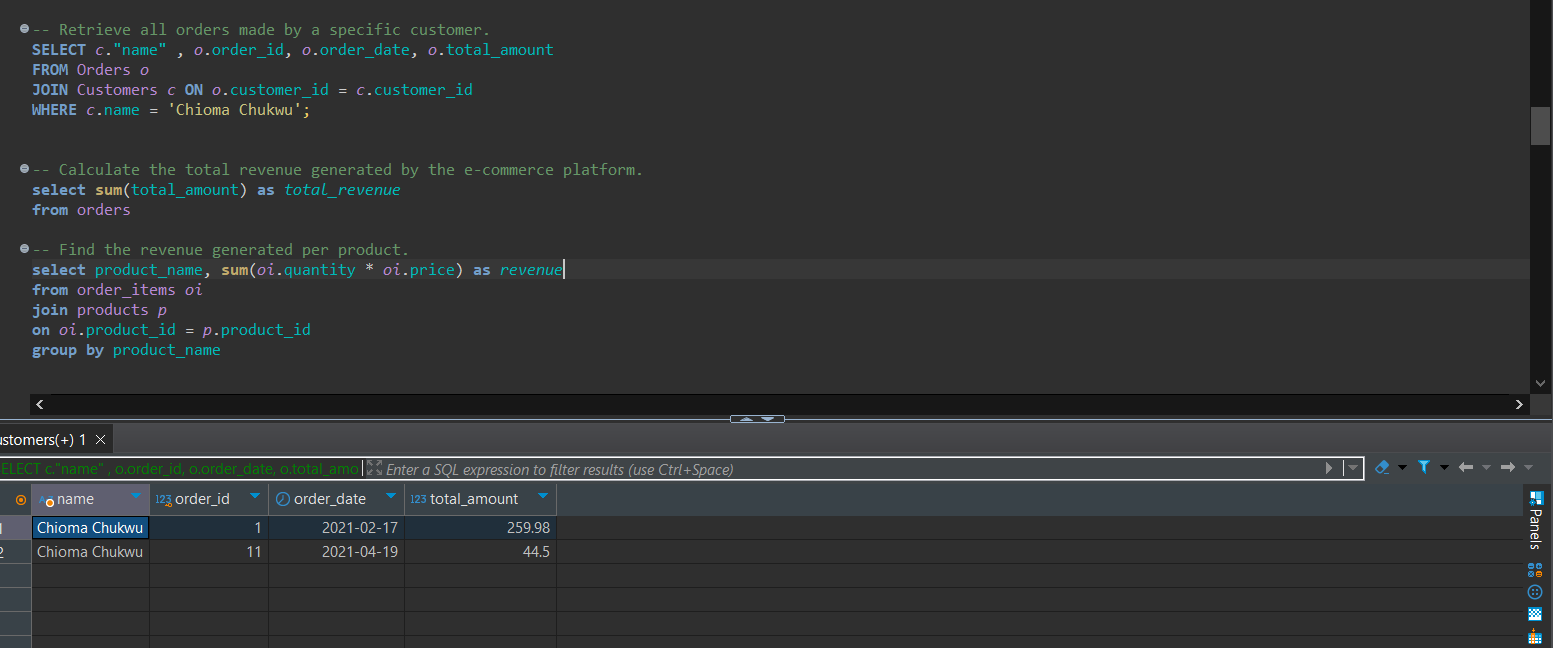 -- Retrieve all orders made by a specific customer.
SELECT c."name" , o.order_id, o.order_date, o.total_amount
FROM Orders o
JOIN Customers c ON o.customer_id = c.customer_id
WHERE c.name = 'Chioma Chukwu';
-- Calculate the total revenue generated by the e-commerce platform.
select sum(total_amount) as total_revenue
from orders
-- Find the revenue generated per product.
select product_name, sum(oi.quantity * oi.price) as revenue
from order_items oi
join products p
on oi.product_id = p.product_id
group by product_name
ustomers(+) 1
ELECT c."name" , o.order_id, o.order_date, o.total_amo Enter a SQL expression to filter results (use Ctrl+Space)
name 123 order_id order_date 123 total_amount
1 Chioma Chukwu 1 2021-02-17 259.98
2 Chioma Chukwu 11 2021-04-19 44.5
Panels